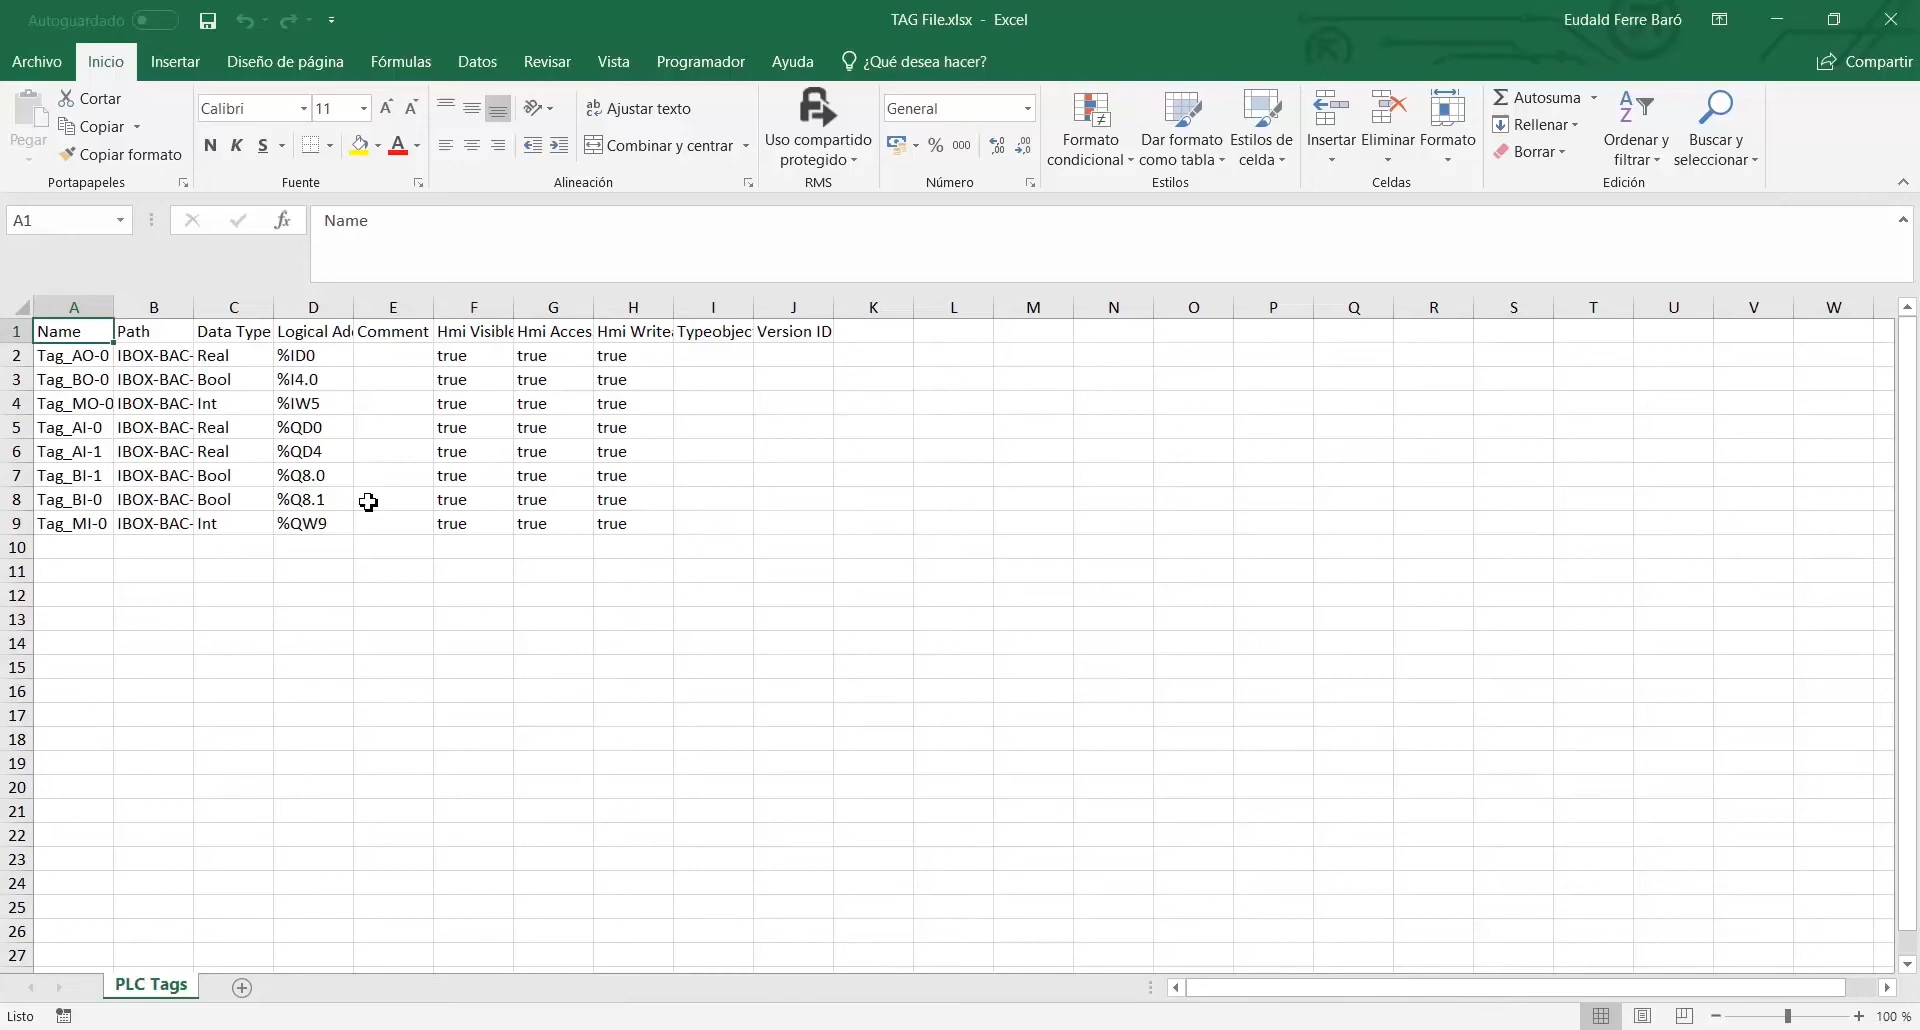 Autoguardado
TAG File.xlsx - Excel
Eudald Ferre Baró
Archivo Inicio Insertar Diseño de página Fórmulas Datos Revisar Vista Programador Ayuda ¿Qué desea hacer? Compartir
Pegar
Cortar
Copiar
Copiar formato
Portapapeles
Calibri 11
N K S
Fuente
Ajustar texto
Combinar y centrar
Alineación
Uso compartido
protegido
RMS
General
% 000
Número
Formato
condicional
Dar formato
como tabla
Estilos de
celda
Estilos
Insertar Eliminar Formato
Celdas
Autosuma
Rellenar
Borrar
Ordenar y
filtrar
Buscar y
seleccionar
Edición
A1 fx Name
A B C D E F G H I J K L M N O P Q R S T U V W
1 Name Path Data Type Logical Ad Comment Hmi Visible Hmi Acces Hmi Write Typeobjec Version ID
2 Tag_AO-0 IBOX-BAC- Real %ID0 true true true
3 Tag_BO-0 IBOX-BAC- Bool %I4.0 true true true
4 Tag_MO-0 IBOX-BAC- Int %IW5 true true true
5 Tag_AI-0 IBOX-BAC- Real %QD0 true true true
6 Tag_AI-1 IBOX-BAC- Real %QD4 true true true
7 Tag_BI-1 IBOX-BAC- Bool %Q8.0 true true true
8 Tag_BI-0 IBOX-BAC- Bool %Q8.1 true true true
9 Tag_MI-0 IBOX-BAC- Int %QW9 true true true
10
11
12
13
14
15
16
17
18
19
20
21
22
23
24
25
26
27
PLC Tags
Listo
100 %